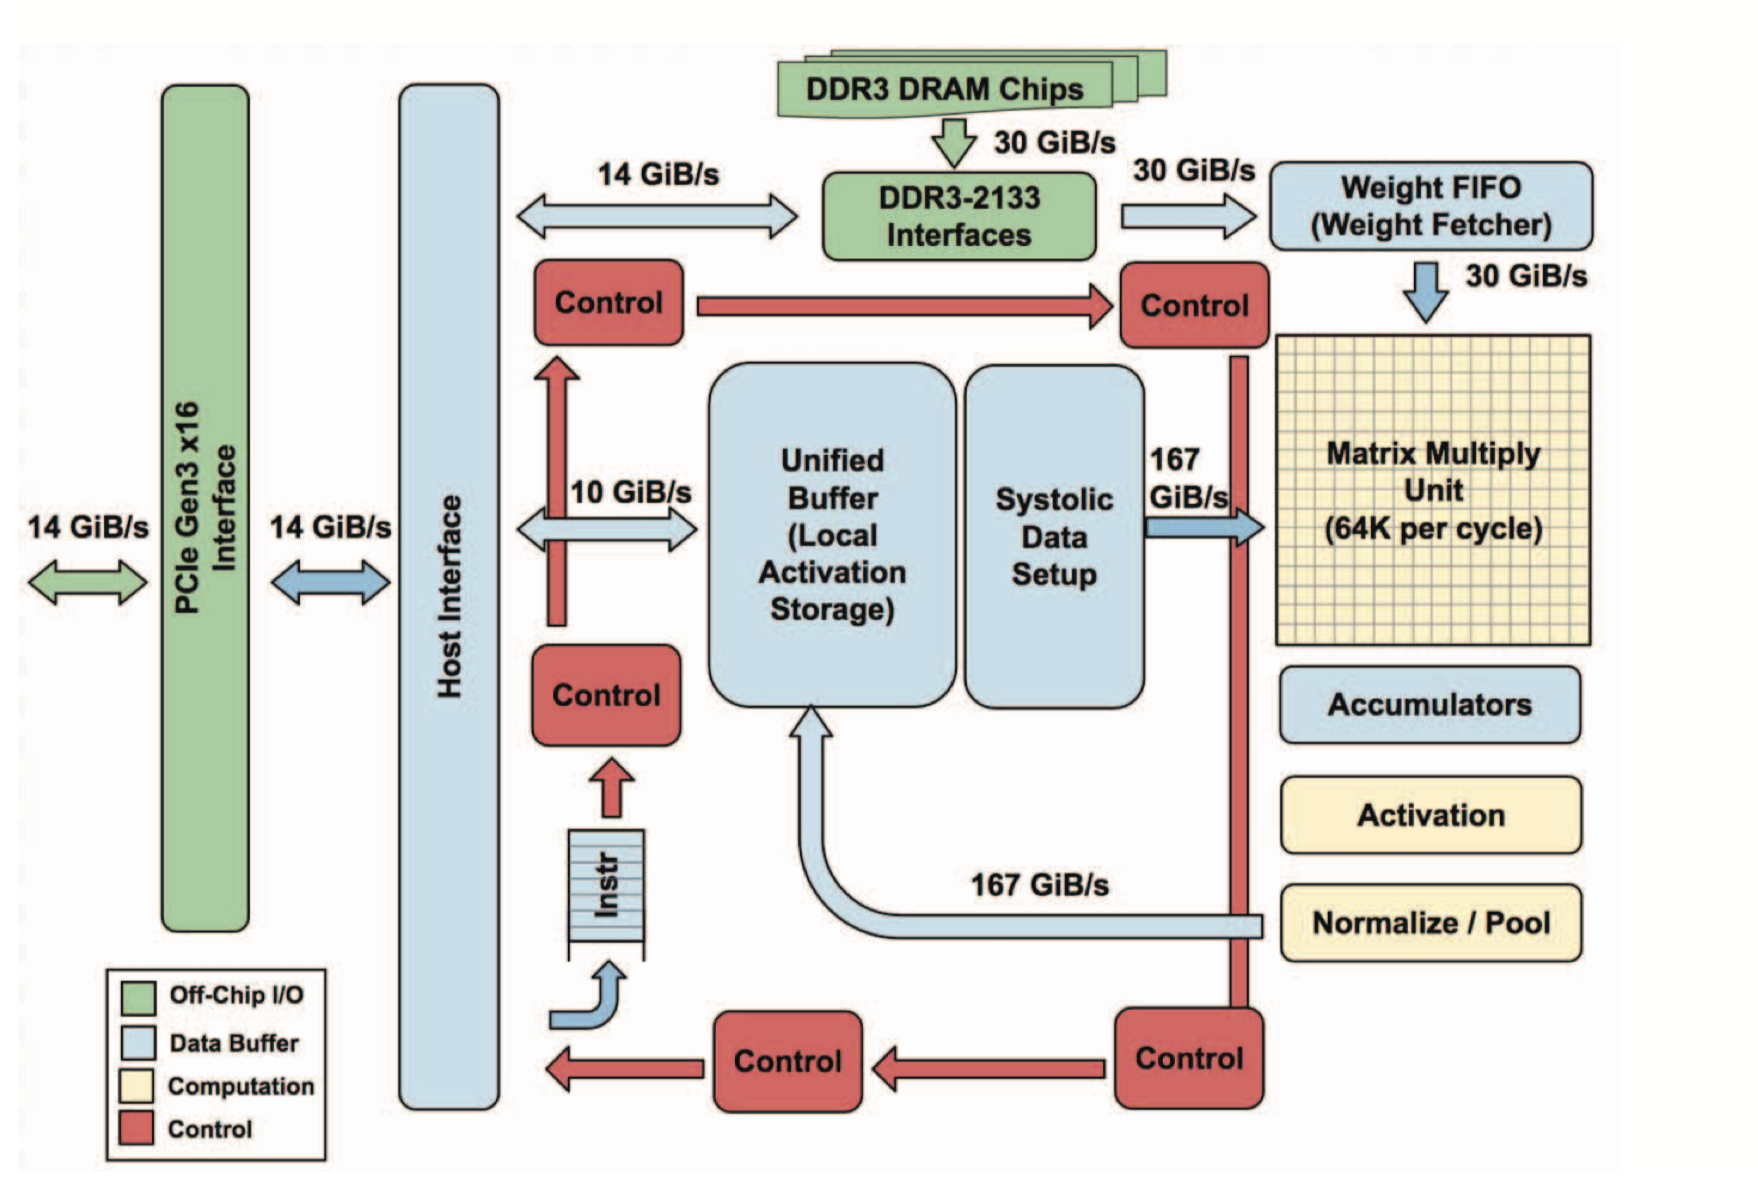 DDR3 DRAM Chips
30 GiB/s
14 GiB/s
DDR3-2133
Interfaces
30 GiB/s
Weight FIFO
(Weight Fetcher)
30 GiB/s
Control
Control
PCIe Gen3 x16
Interface
Host Interface
14 GiB/s
14 GiB/s
10 GiB/s
Unified
Buffer
(Local
Activation
Storage)
Systolic
Data
Setup
167
GiB/s
Matrix Multiply
Unit
(64K per cycle)
Control
Accumulators
Activation
Instr
167 GiB/s
Normalize / Pool
Control
Control
Off-Chip I/O
Data Buffer
Computation
Control